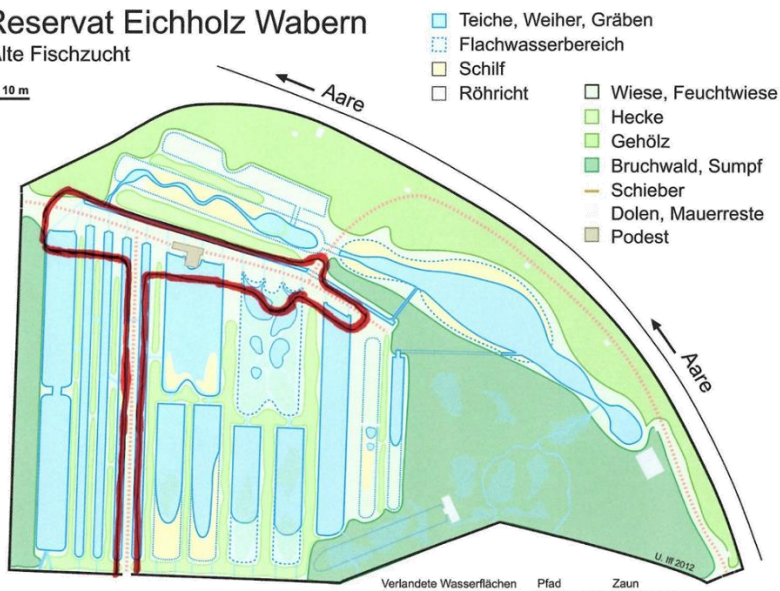 Reservat Eichholz Wabern
Alte Fischzucht
10 m
Aare
Aare
Teiche, Weiher, Gräben
Flachwasserbereich
Schilf
Röhricht
Wiese, Feuchtwiese
Hecke
Gehölz
Bruchwald, Sumpf
Schieber
Dolen, Mauerreste
Podest
U. Iff 2012
Verlandete Wasserflächen Pfad Zaun